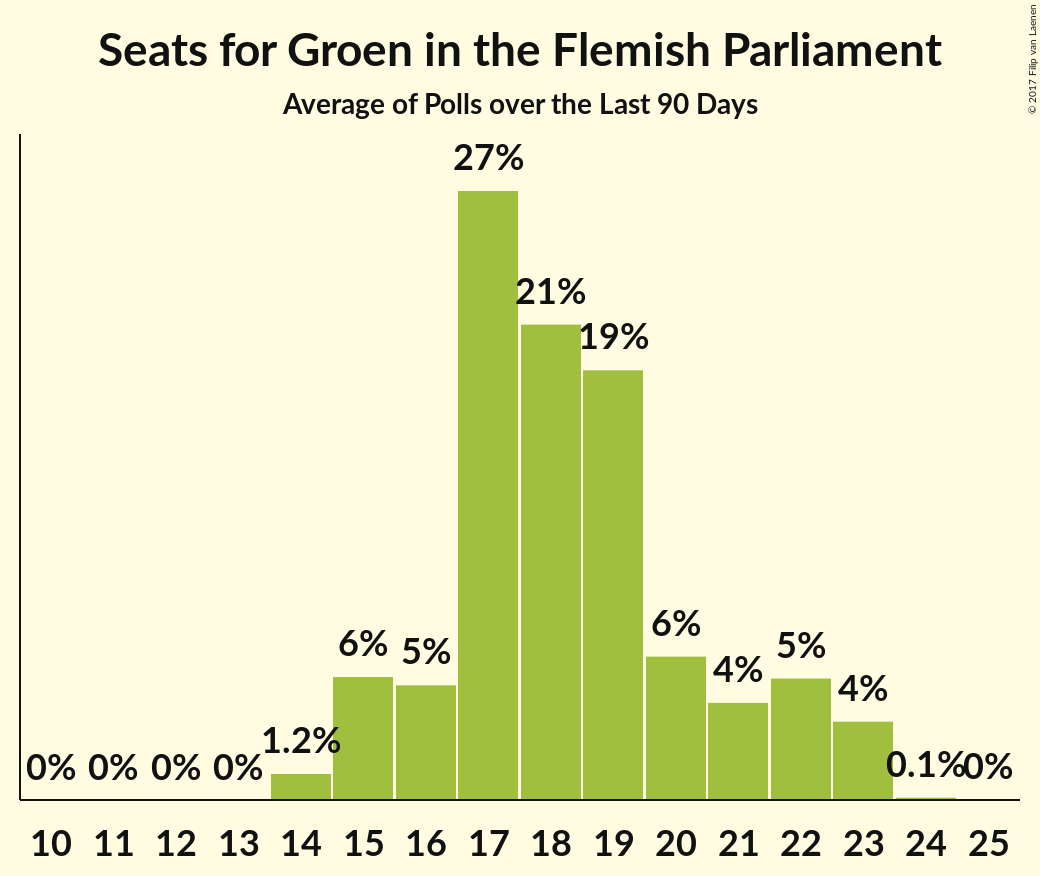 Seats for Groen in the Flemish Parliament
Average of Polls over the Last 90 Days
© 2017 Filip van Laenen
27%
21%
19%
6%
5%
6%
5%
4%
4%
1.2%
0% 0% 0% 0% 0.1% 0%
10 11 12 13 14 15 16 17 18 19 20 21 22 23 24 25